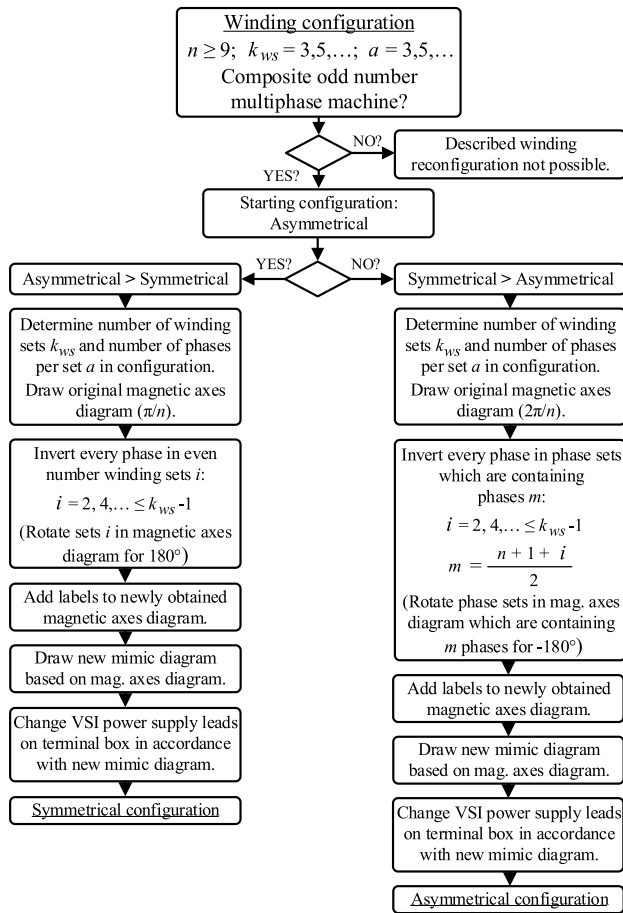 Winding configuration
n ≥ 9; k_ws = 3,5,…; a = 3,5,…
Composite odd number
multiphase machine?
NO?
Described winding
reconfiguration not possible.
YES?
Starting configuration:
Asymmetrical
YES?
NO?
Asymmetrical > Symmetrical
Determine number of winding
sets k_ws and number of phases
per set a in configuration.
Draw original magnetic axes
diagram (π/n).
Invert every phase in even
number winding sets i:
i = 2, 4,… ≤ k_ws -1
(Rotate sets i in magnetic axes
diagram for 180°)
Add labels to newly obtained
magnetic axes diagram.
Draw new mimic diagram
based on mag. axes diagram.
Change VSI power supply leads
on terminal box in accordance
with new mimic diagram.
Symmetrical configuration
Symmetrical > Asymmetrical
Determine number of winding
sets k_ws and number of phases
per set a in configuration.
Draw original magnetic axes
diagram (2π/n).
Invert every phase in phase sets
which are containing
phases m:
i = 2, 4,… ≤ k_ws -1
m = (n + 1 + i) / 2
(Rotate phase sets in mag. axes
diagram which are containing
m phases for -180°)
Add labels to newly obtained
magnetic axes diagram.
Draw new mimic diagram
based on mag. axes diagram.
Change VSI power supply leads
on terminal box in accordance
with new mimic diagram.
Asymmetrical configuration